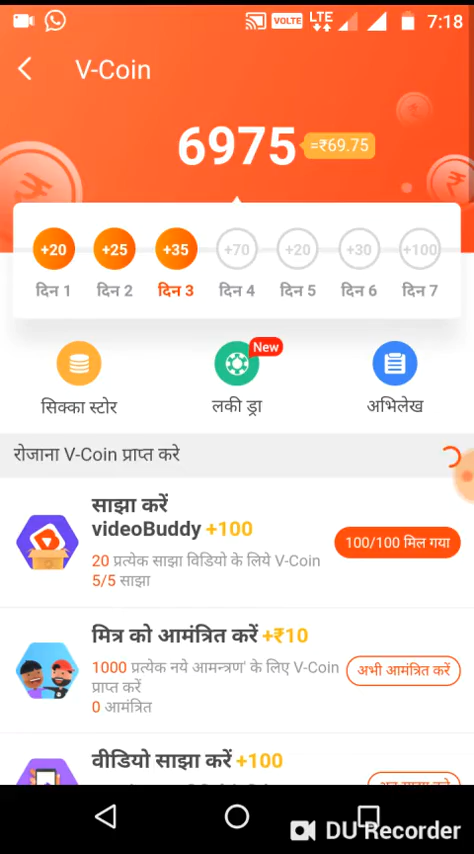 VOLTE LTE 7:18
V-Coin
6975 =₹69.75
+20 +25 +35 +70 +20 +30 +100
दिन 1 दिन 2 दिन 3 दिन 4 दिन 5 दिन 6 दिन 7
New
सिक्का स्टोर लकी ड्रा अभिलेख
रोजाना V-Coin प्राप्त करे
साझा करें
videoBuddy +100
100/100 मिल गया
20 प्रत्येक साझा विडियो के लिये V-Coin
5/5 साझा
मित्र को आमंत्रित करें +₹10
1000 प्रत्येक नये आमन्त्रण' के लिए V-Coin
प्राप्त करें
अभी आमंत्रित करें
0 आमंत्रित
वीडियो साझा करें +100
DU Recorder